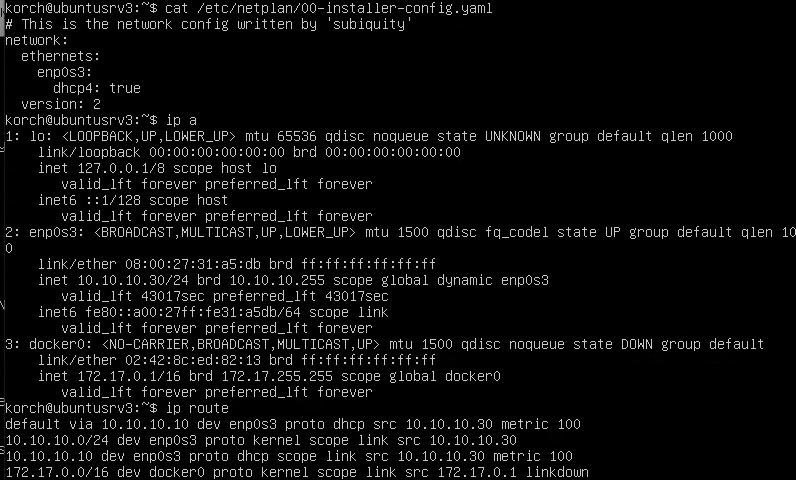 korch@ubuntusrv3:~$ cat /etc/netplan/00-installer-config.yaml
# This is the network config written by 'subiquity'
network:
  ethernets:
    enp0s3:
      dhcp4: true
  version: 2
korch@ubuntusrv3:~$ ip a
1: lo: <LOOPBACK,UP,LOWER_UP> mtu 65536 qdisc noqueue state UNKNOWN group default qlen 1000
    link/loopback 00:00:00:00:00:00 brd 00:00:00:00:00:00
    inet 127.0.0.1/8 scope host lo
       valid_lft forever preferred_lft forever
    inet6 ::1/128 scope host
       valid_lft forever preferred_lft forever
2: enp0s3: <BROADCAST,MULTICAST,UP,LOWER_UP> mtu 1500 qdisc fq_codel state UP group default qlen 100
0
    link/ether 08:00:27:31:a5:db brd ff:ff:ff:ff:ff:ff
    inet 10.10.10.30/24 brd 10.10.10.255 scope global dynamic enp0s3
       valid_lft 43017sec preferred_lft 43017sec
    inet6 fe80::a00:27ff:fe31:a5db/64 scope link
       valid_lft forever preferred_lft forever
3: docker0: <NO-CARRIER,BROADCAST,MULTICAST,UP> mtu 1500 qdisc noqueue state DOWN group default
    link/ether 02:42:8c:ed:82:13 brd ff:ff:ff:ff:ff:ff
    inet 172.17.0.1/16 brd 172.17.255.255 scope global docker0
       valid_lft forever preferred_lft forever
korch@ubuntusrv3:~$ ip route
default via 10.10.10.10 dev enp0s3 proto dhcp src 10.10.10.30 metric 100
10.10.10.0/24 dev enp0s3 proto kernel scope link src 10.10.10.30
10.10.10.10 dev enp0s3 proto dhcp scope link src 10.10.10.30 metric 100
172.17.0.0/16 dev docker0 proto kernel scope link src 172.17.0.1 linkdown